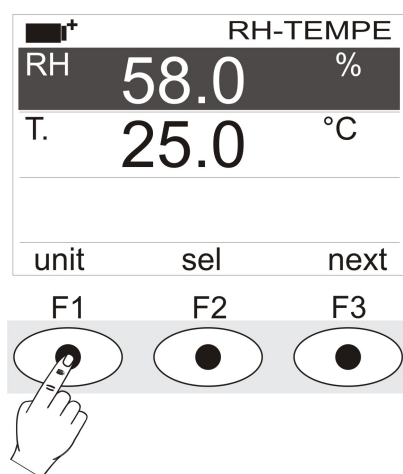 + RH-TEMPE
RH 58.0 %
T. 25.0 °C
unit sel next
F1 F2 F3